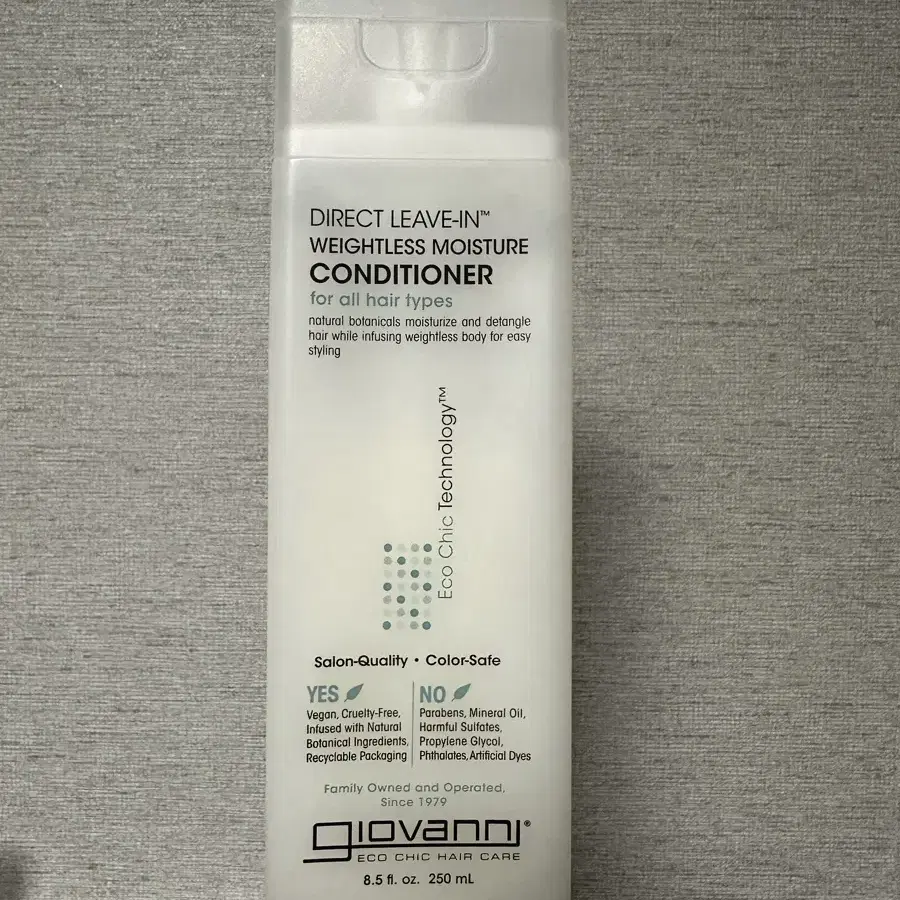 DIRECT LEAVE-IN™
WEIGHTLESS MOISTURE
CONDITIONER
for all hair types
natural botanicals moisturize and detangle
hair while infusing weightless body for easy
styling
Eco Chic Technology™
Salon-Quality • Color-Safe
YES
Vegan, Cruelty-Free,
Infused with Natural
Botanical Ingredients,
Recyclable Packaging
NO
Parabens, Mineral Oil,
Harmful Sulfates,
Propylene Glycol,
Phthalates, Artificial Dyes
Family Owned and Operated,
Since 1979
giovanni®
ECO CHIC HAIR CARE
8.5 fl. oz. 250 mL